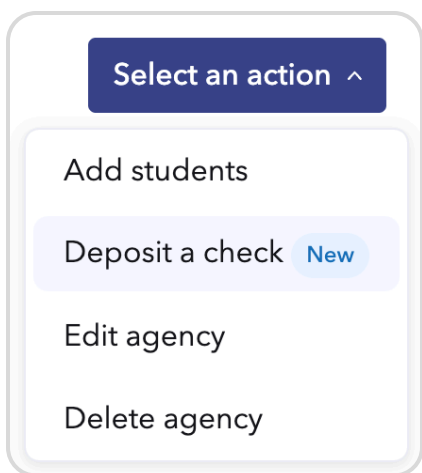 Select an action
Add students
Deposit a check New
Edit agency
Delete agency